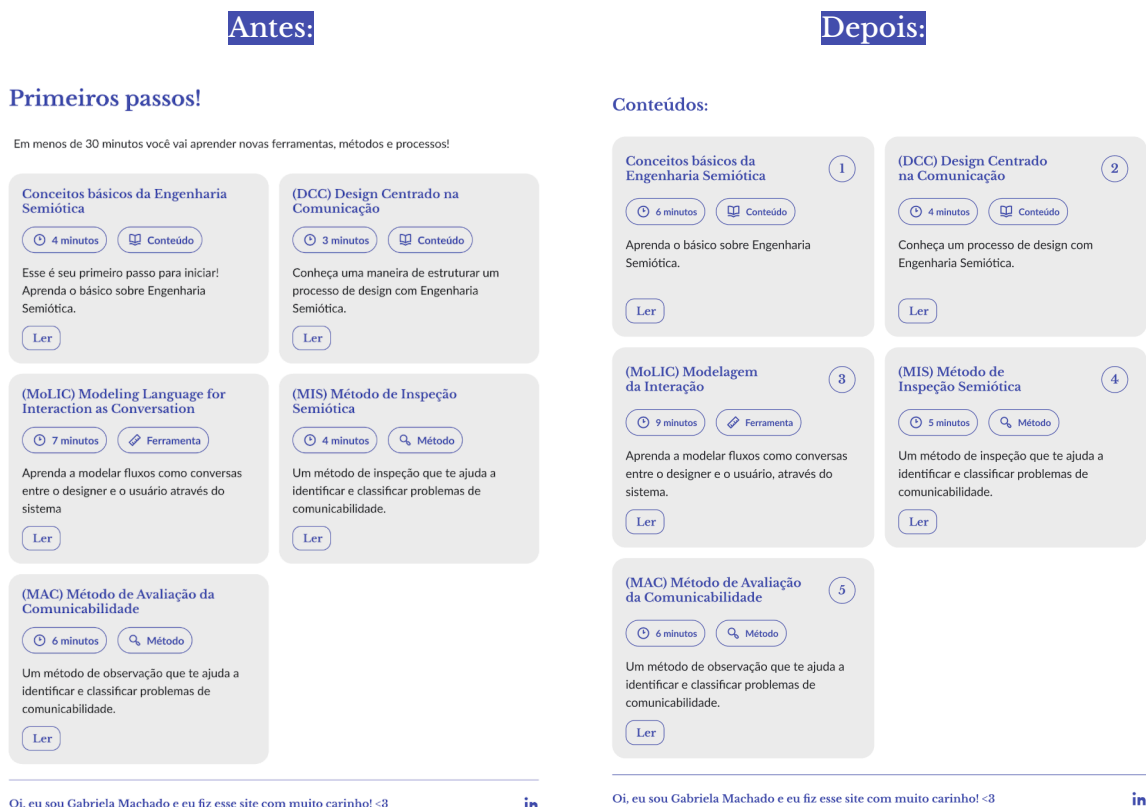 Antes:
Primeiros passos!
Em menos de 30 minutos você vai aprender novas ferramentas, métodos e processos!
Conceitos básicos da Engenharia
Semiótica
4 minutos
Conteúdo
Esse é seu primeiro passo para iniciar!
Aprenda o básico sobre Engenharia
Semiótica.
Ler
(DCC) Design Centrado na
Comunicação
3 minutos
Conteúdo
Conheça uma maneira de estruturar um
processo de design com Engenharia
Semiótica.
Ler
(MoLIC) Modeling Language for
Interaction as Conversation
7 minutos
Ferramenta
Aprenda a modelar fluxos como conversas
entre o designer e o usuário através do
sistema
Ler
(MIS) Método de Inspeção
Semiótica
4 minutos
Método
Um método de inspeção que te ajuda a
identificar e classificar problemas de
comunicabilidade.
Ler
(MAC) Método de Avaliação da
Comunicabilidade
6 minutos
Método
Um método de observação que te ajuda a
identificar e classificar problemas de
comunicabilidade.
Ler
Oi, eu sou Gabriela Machado e eu fiz esse site com muito carinho! <3
in
Depois:
Conteúdos:
Conceitos básicos da
Engenharia Semiótica
1
6 minutos
Conteúdo
Aprenda o básico sobre Engenharia
Semiótica.
Ler
(DCC) Design Centrado
na Comunicação
2
4 minutos
Conteúdo
Conheça um processo de design com
Engenharia Semiótica.
Ler
(MoLIC) Modelagem
da Interação
3
9 minutos
Ferramenta
Aprenda a modelar fluxos como conversas
entre o designer e o usuário, através do
sistema.
Ler
(MIS) Método de
Inspeção Semiótica
4
5 minutos
Método
Um método de inspeção que te ajuda a
identificar e classificar problemas de
comunicabilidade.
Ler
(MAC) Método de Avaliação
da Comunicabilidade
5
6 minutos
Método
Um método de observação que te ajuda a
identificar e classificar problemas de
comunicabilidade.
Ler
Oi, eu sou Gabriela Machado e eu fiz esse site com muito carinho! <3
in